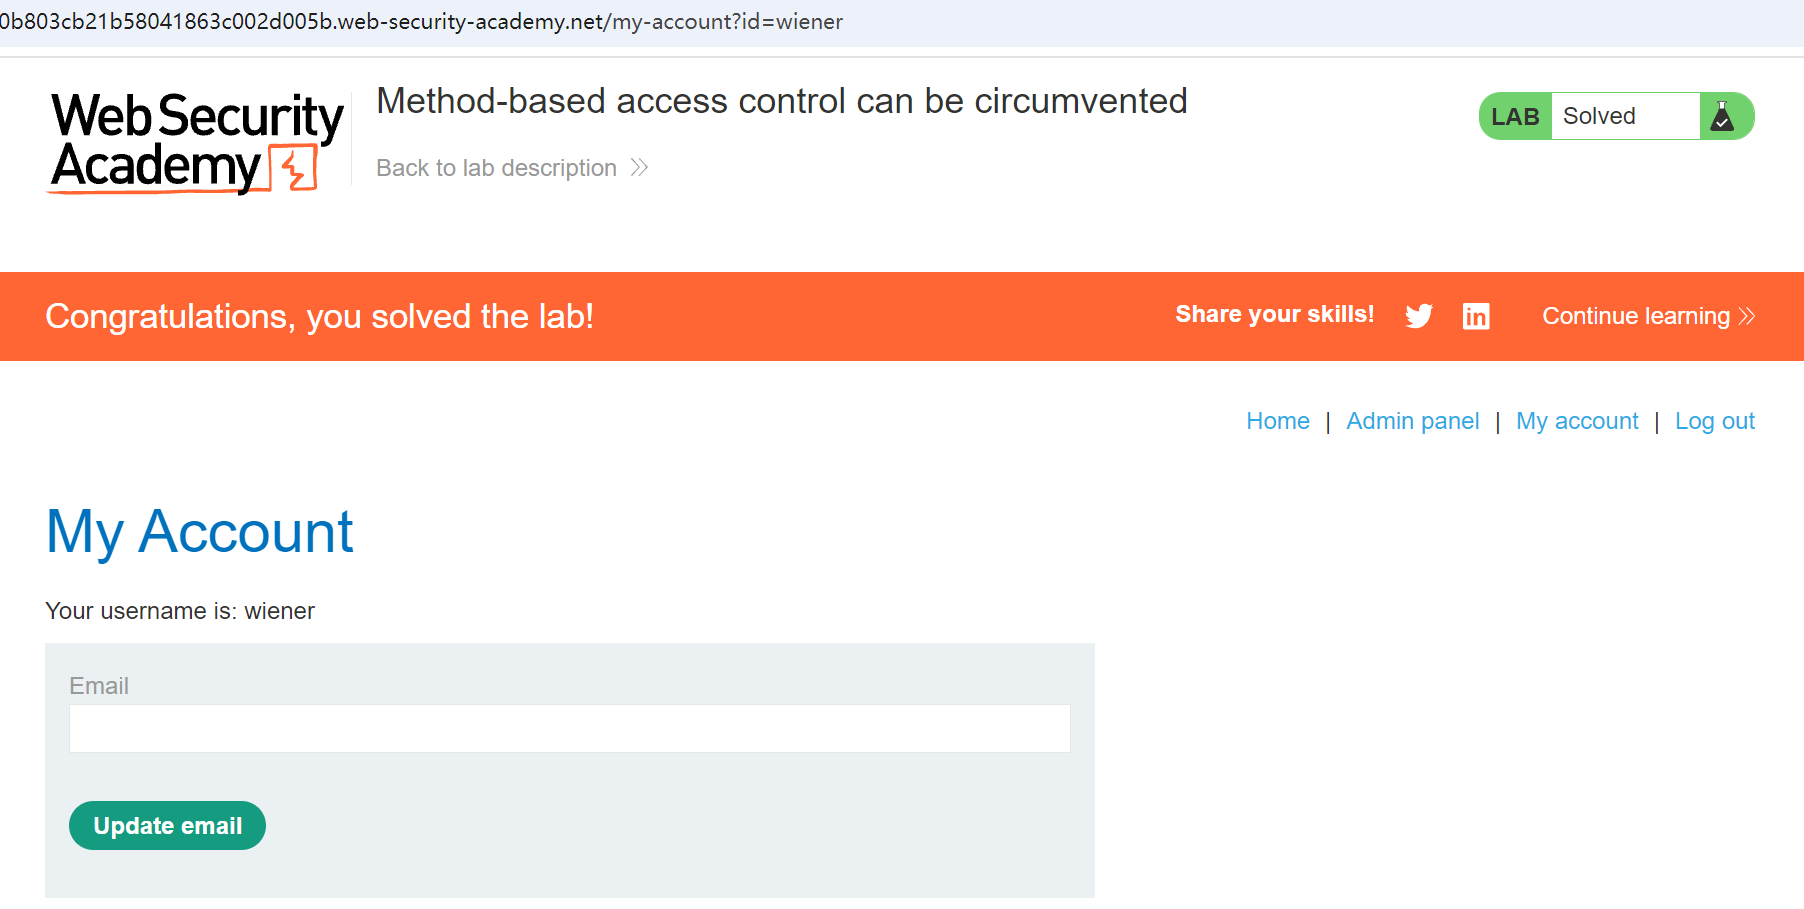 0b803cb21b58041863c002d005b.web-security-academy.net/my-account?id=wiener
Web Security
Academy
Method-based access control can be circumvented
Back to lab description
LAB Solved
Congratulations, you solved the lab!
Share your skills!
in
Continue learning
Home | Admin panel | My account | Log out
My Account
Your username is: wiener
Email
Update email